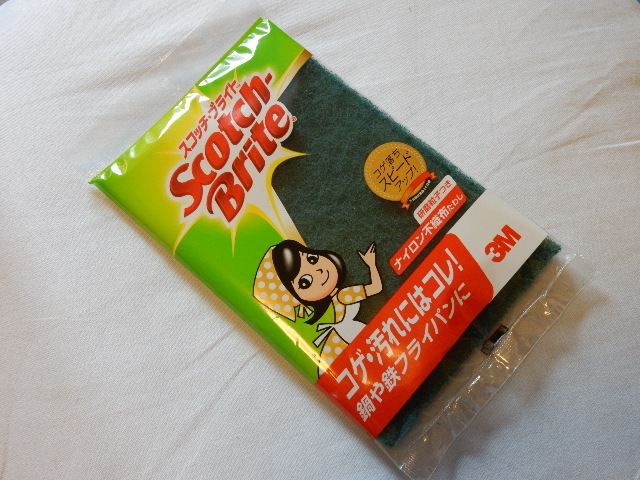 スコッチ・ブライト
Scotch-
Brite
コゲ落ち
スピード
アップ!
研磨粒子つき
ナイロン不織布たわし
3M
コゲ・汚れにはコレ!
鍋や鉄フライパンに